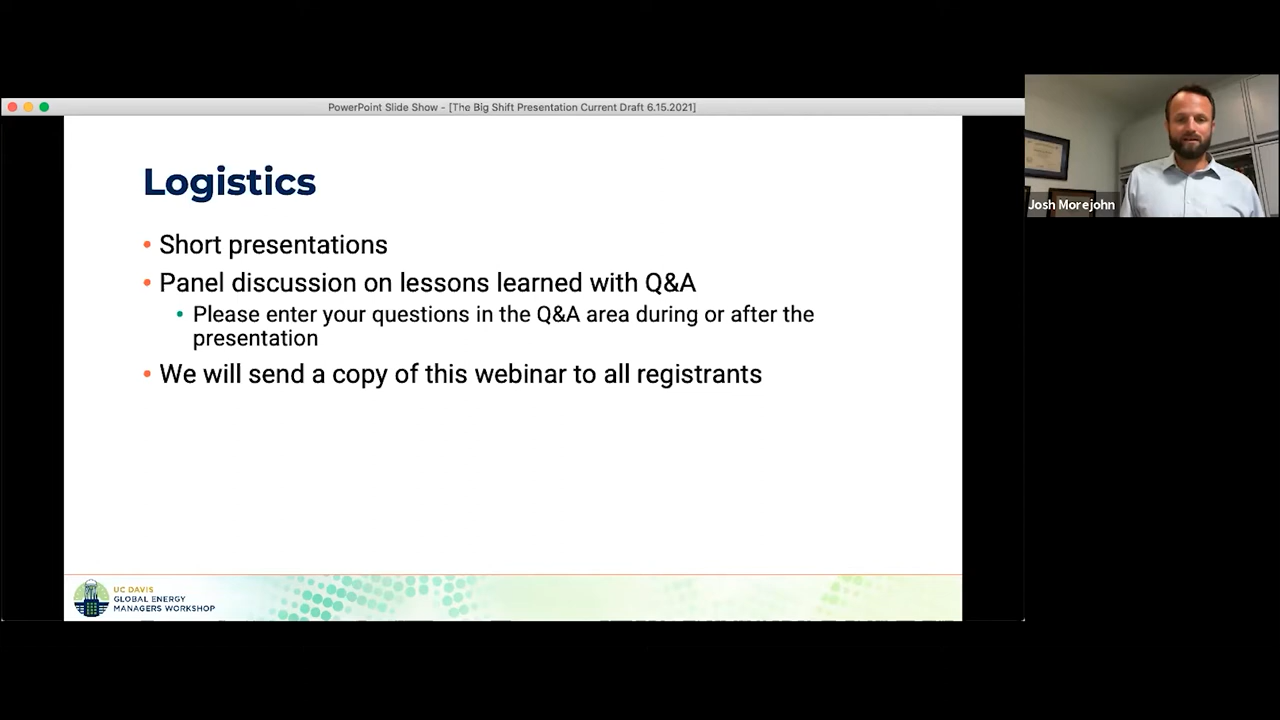 PowerPoint Slide Show - [The Big Shift Presentation Current Draft 6.15.2021]
Logistics
• Short presentations
• Panel discussion on lessons learned with Q&A
• Please enter your questions in the Q&A area during or after the
presentation
• We will send a copy of this webinar to all registrants
UC DAVIS
GLOBAL ENERGY
MANAGERS WORKSHOP
Josh Morejohn